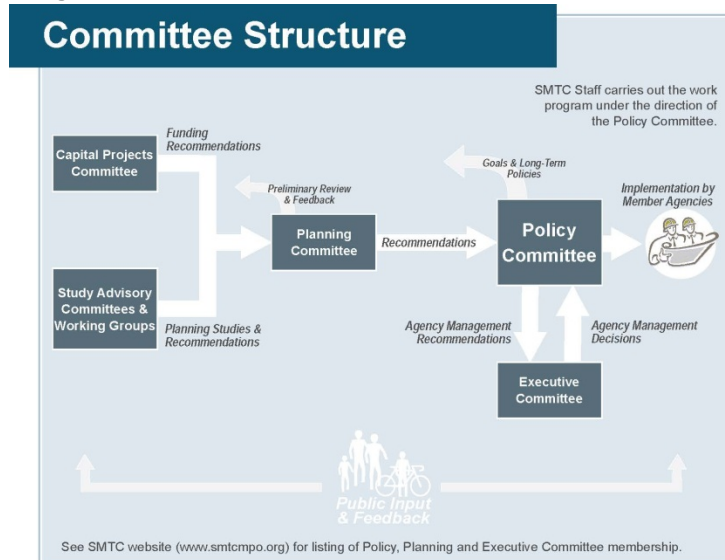 Committee Structure
SMTC Staff carries out the work
program under the direction of
the Policy Committee.
Funding
Recommendations
Capital Projects
Committee
Preliminary Review
& Feedback
Goals & Long-Term
Policies
Implementation by
Member Agencies
Planning
Committee
Recommendations
Policy
Committee
Study Advisory
Committees &
Working Groups
Planning Studies &
Recommendations
Agency Management
Recommendations
Agency Management
Decisions
Executive
Committee
Public Input
& Feedback
See SMTC website (www.smtcmpo.org) for listing of Policy, Planning and Executive Committee membership.